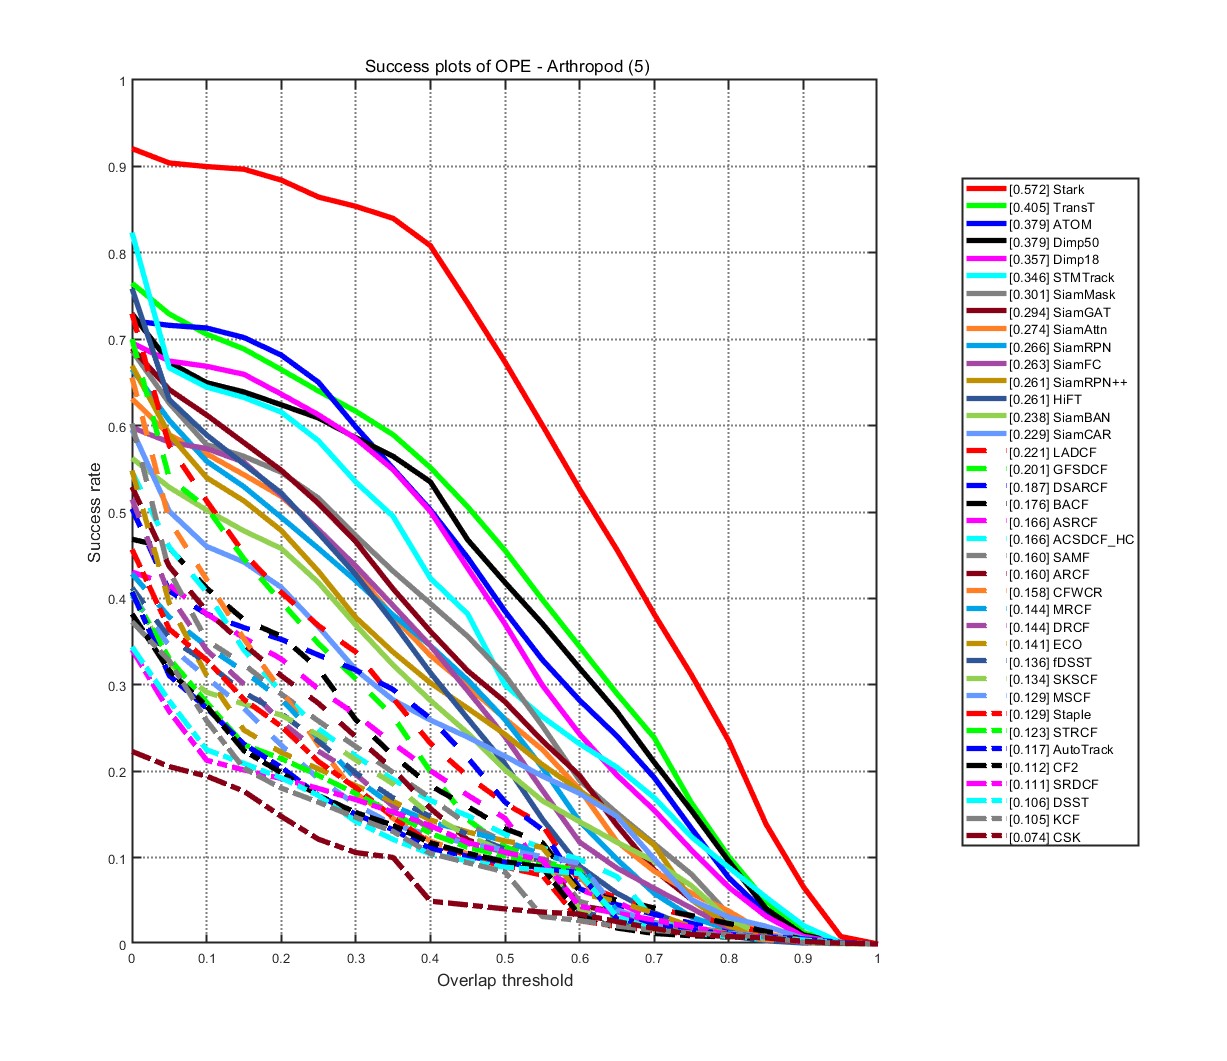 Success plots of OPE - Arthropod (5)
1
0.9
0.8
0.7
0.6
0.5
0.4
0.3
0.2
0.1
0
Success rate
0 0.1 0.2 0.3 0.4 0.5 0.6 0.7 0.8 0.9 1
Overlap threshold
[0.572] Stark
[0.405] TransT
[0.379] ATOM
[0.379] Dimp50
[0.357] Dimp18
[0.346] STMTrack
[0.301] SiamMask
[0.294] SiamGAT
[0.274] SiamAttn
[0.266] SiamRPN
[0.263] SiamFC
[0.261] SiamRPN++
[0.261] HiFT
[0.238] SiamBAN
[0.229] SiamCAR
[0.221] LADCF
[0.201] GFSDCF
[0.187] DSARCF
[0.176] BACF
[0.166] ASRCF
[0.166] ACSDCF_HC
[0.160] SAMF
[0.160] ARCF
[0.158] CFWCR
[0.144] MRCF
[0.144] DRCF
[0.141] ECO
[0.136] fDSST
[0.134] SKSCF
[0.129] MSCF
[0.129] Staple
[0.123] STRCF
[0.117] AutoTrack
[0.112] CF2
[0.111] SRDCF
[0.106] DSST
[0.105] KCF
[0.074] CSK